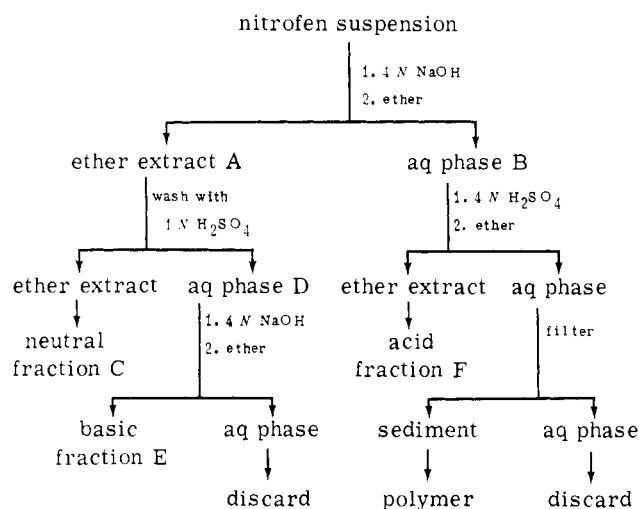 nitrofen suspension
1. 4 N NaOH
2. ether
ether extract A
aq phase B
wash with
1 N H₂SO₄
1. 4 N H₂SO₄
2. ether
ether extract
aq phase D
ether extract
aq phase
neutral
fraction C
1. 4 N NaOH
2. ether
acid
fraction F
filter
basic
fraction E
aq phase
sediment
aq phase
discard
polymer
discard